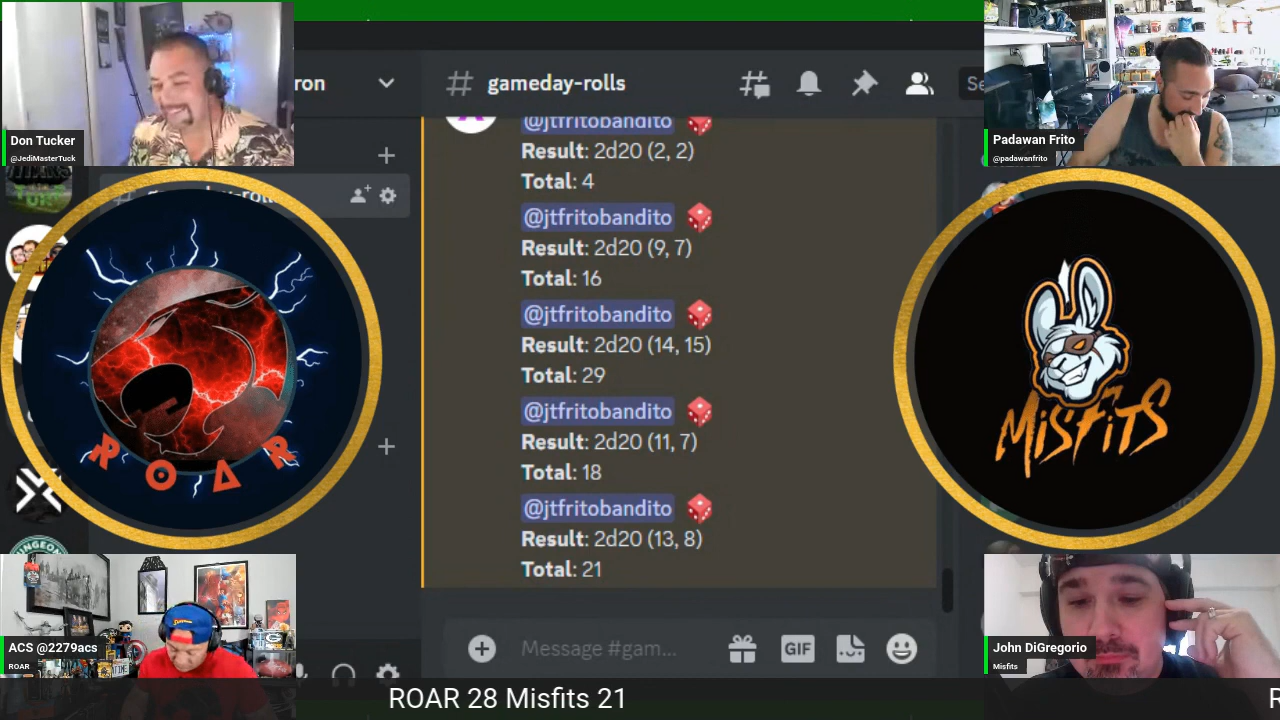 Don Tucker
@JediMasterTuck
ron
# gameday-rolls
Se
Padawan Frito
@padawanfrito
@jtfritobandito
Result: 2d20 (2, 2)
Total: 4
@jtfritobandito
Result: 2d20 (9, 7)
Total: 16
@jtfritobandito
Result: 2d20 (14, 15)
Total: 29
@jtfritobandito
Result: 2d20 (11, 7)
Total: 18
@jtfritobandito
Result: 2d20 (13, 8)
Total: 21
ROAR
MiSFiTS
Message #gam...
GIF
ACS @2279acs
ROAR
John DiGregorio
Misfits
ROAR 28 Misfits 21
R